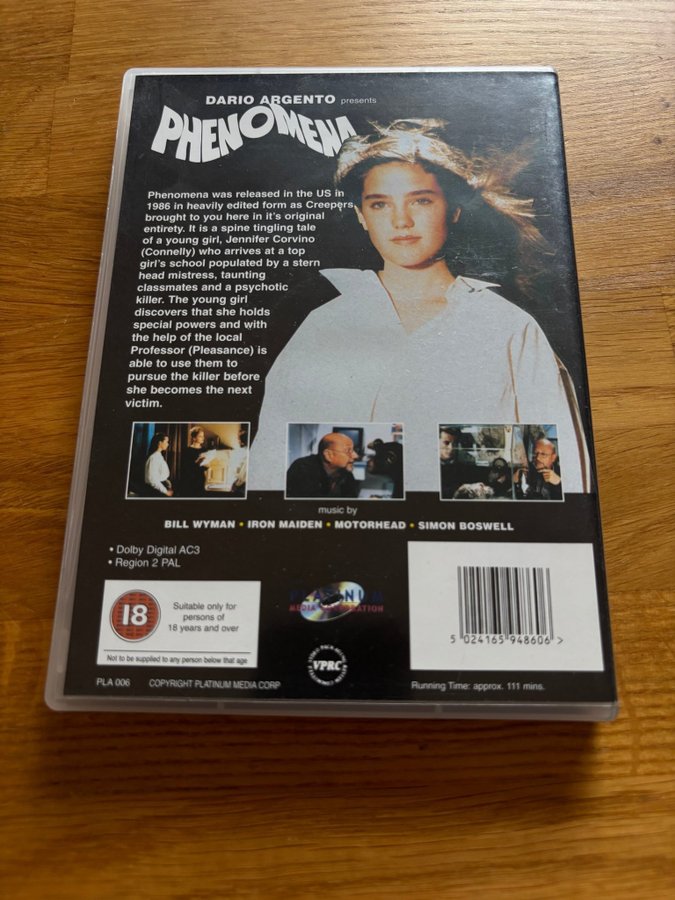 DARIO ARGENTO presents
PHENOMENA
Phenomena was released in the US in
1986 in heavily edited form as Creepers,
brought to you here in it's original
entirety. It is a spine tingling tale
of a young girl, Jennifer Corvino
(Connelly) who arrives at a top
girl's school populated by a stern
head mistress, taunting
classmates and a psychotic
killer. The young girl
discovers that she holds
special powers and with
the help of the local
Professor (Pleasance) is
able to use them to
pursue the killer before
she becomes the next
victim.
music by
BILL WYMAN • IRON MAIDEN • MOTORHEAD • SIMON BOSWELL
• Dolby Digital AC3
• Region 2 PAL
18
Suitable only for
persons of
18 years and over
Not to be supplied to any person below that age
PLATINUM
MEDIA CORPORATION
VPRC
5 024165 948606 >
PLA 006 COPYRIGHT PLATINUM MEDIA CORP
Running Time: approx. 111 mins.